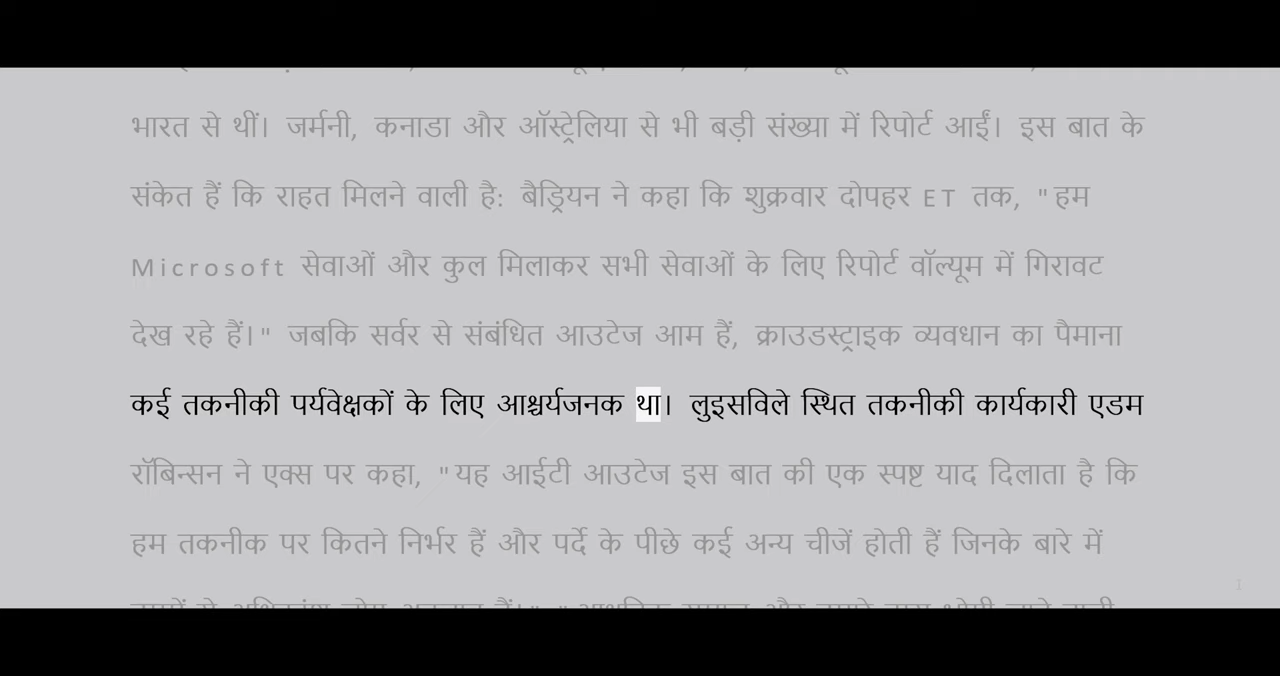 भारत से थीं। जर्मनी, कनाडा और ऑस्ट्रेलिया से भी बड़ी संख्या में रिपोर्ट आईं। इस बात के
संकेत हैं कि राहत मिलने वाली है: बैड्रियन ने कहा कि शुक्रवार दोपहर ET तक, "हम
Microsoft सेवाओं और कुल मिलाकर सभी सेवाओं के लिए रिपोर्ट वॉल्यूम में गिरावट
देख रहे हैं।" जबकि सर्वर से संबंधित आउटेज आम हैं, क्राउडस्ट्राइक व्यवधान का पैमाना
कई तकनीकी पर्यवेक्षकों के लिए आश्चर्यजनक था। लुइसविले स्थित तकनीकी कार्यकारी एडम
रॉबिन्सन ने एक्स पर कहा, "यह आईटी आउटेज इस बात की एक स्पष्ट याद दिलाता है कि
हम तकनीक पर कितने निर्भर हैं और पर्दे के पीछे कई अन्य चीजें होती हैं जिनके बारे में